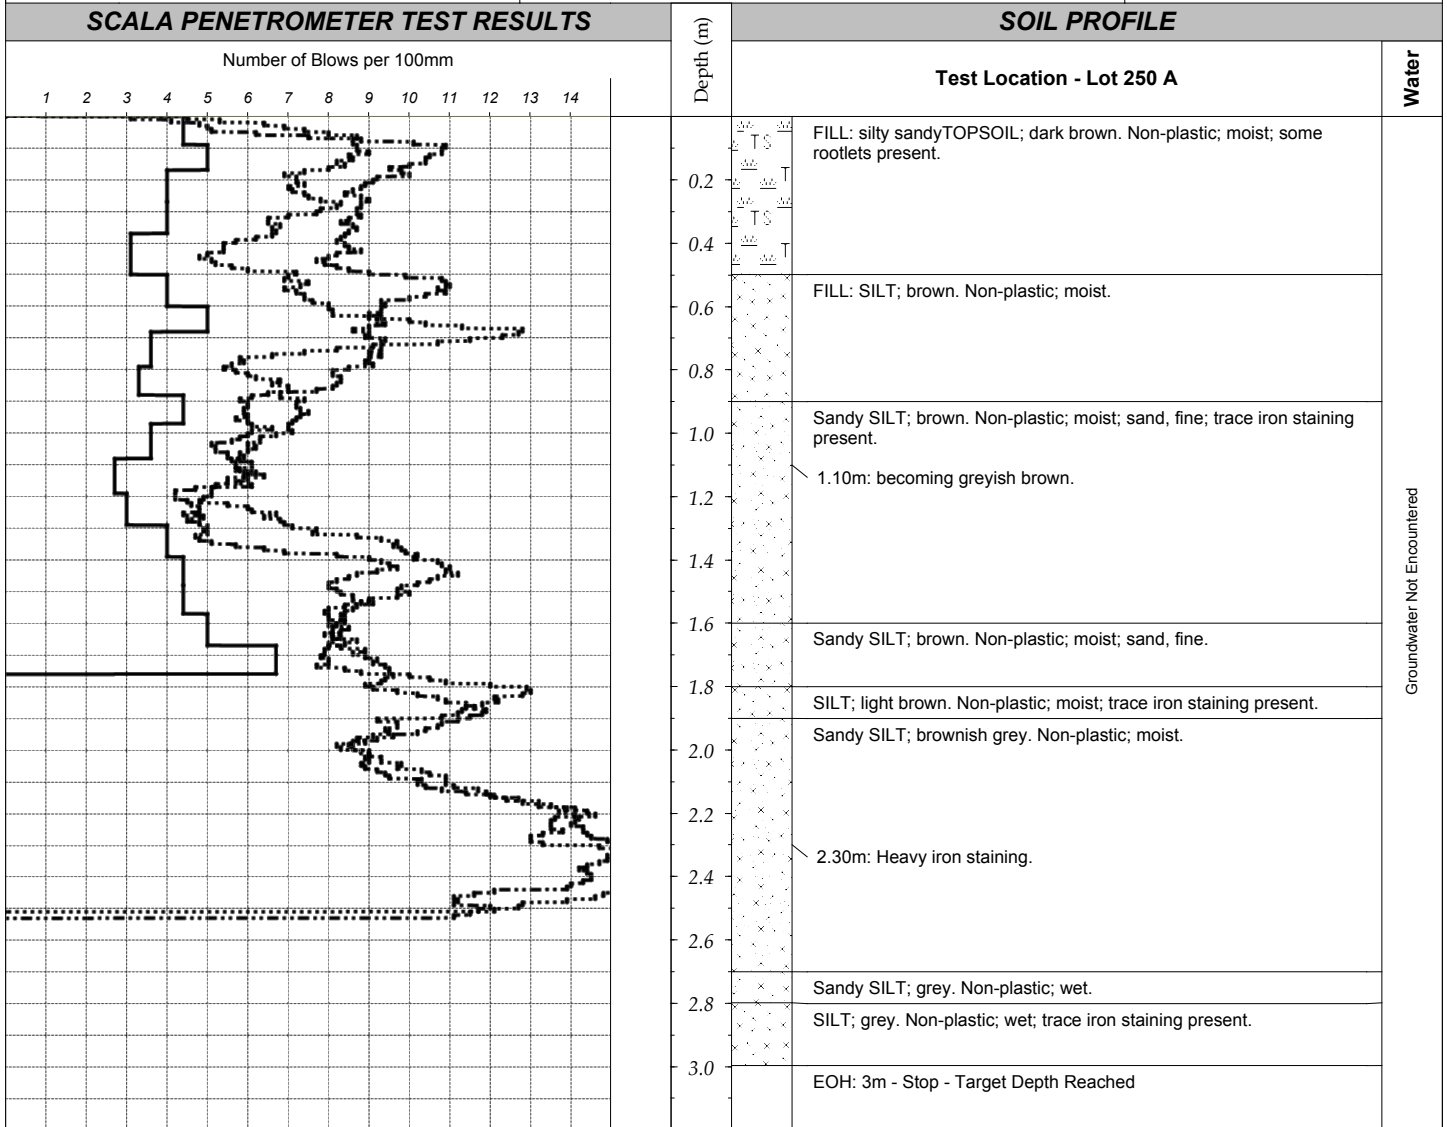 SCALA PENETROMETER TEST RESULTS
Number of Blows per 100mm
1 2 3 4 5 6 7 8 9 10 11 12 13 14
Depth (m)
0.2
0.4
0.6
0.8
1.0
1.2
1.4
1.6
1.8
2.0
2.2
2.4
2.6
2.8
3.0
SOIL PROFILE
Test Location - Lot 250 A
Water
T S
T
T S
T
FILL: silty sandyTOPSOIL; dark brown. Non-plastic; moist; some
rootlets present.
FILL: SILT; brown. Non-plastic; moist.
Sandy SILT; brown. Non-plastic; moist; sand, fine; trace iron staining
present.
1.10m: becoming greyish brown.
Sandy SILT; brown. Non-plastic; moist; sand, fine.
SILT; light brown. Non-plastic; moist; trace iron staining present.
Sandy SILT; brownish grey. Non-plastic; moist.
2.30m: Heavy iron staining.
Sandy SILT; grey. Non-plastic; wet.
SILT; grey. Non-plastic; wet; trace iron staining present.
EOH: 3m - Stop - Target Depth Reached
Groundwater Not Encountered